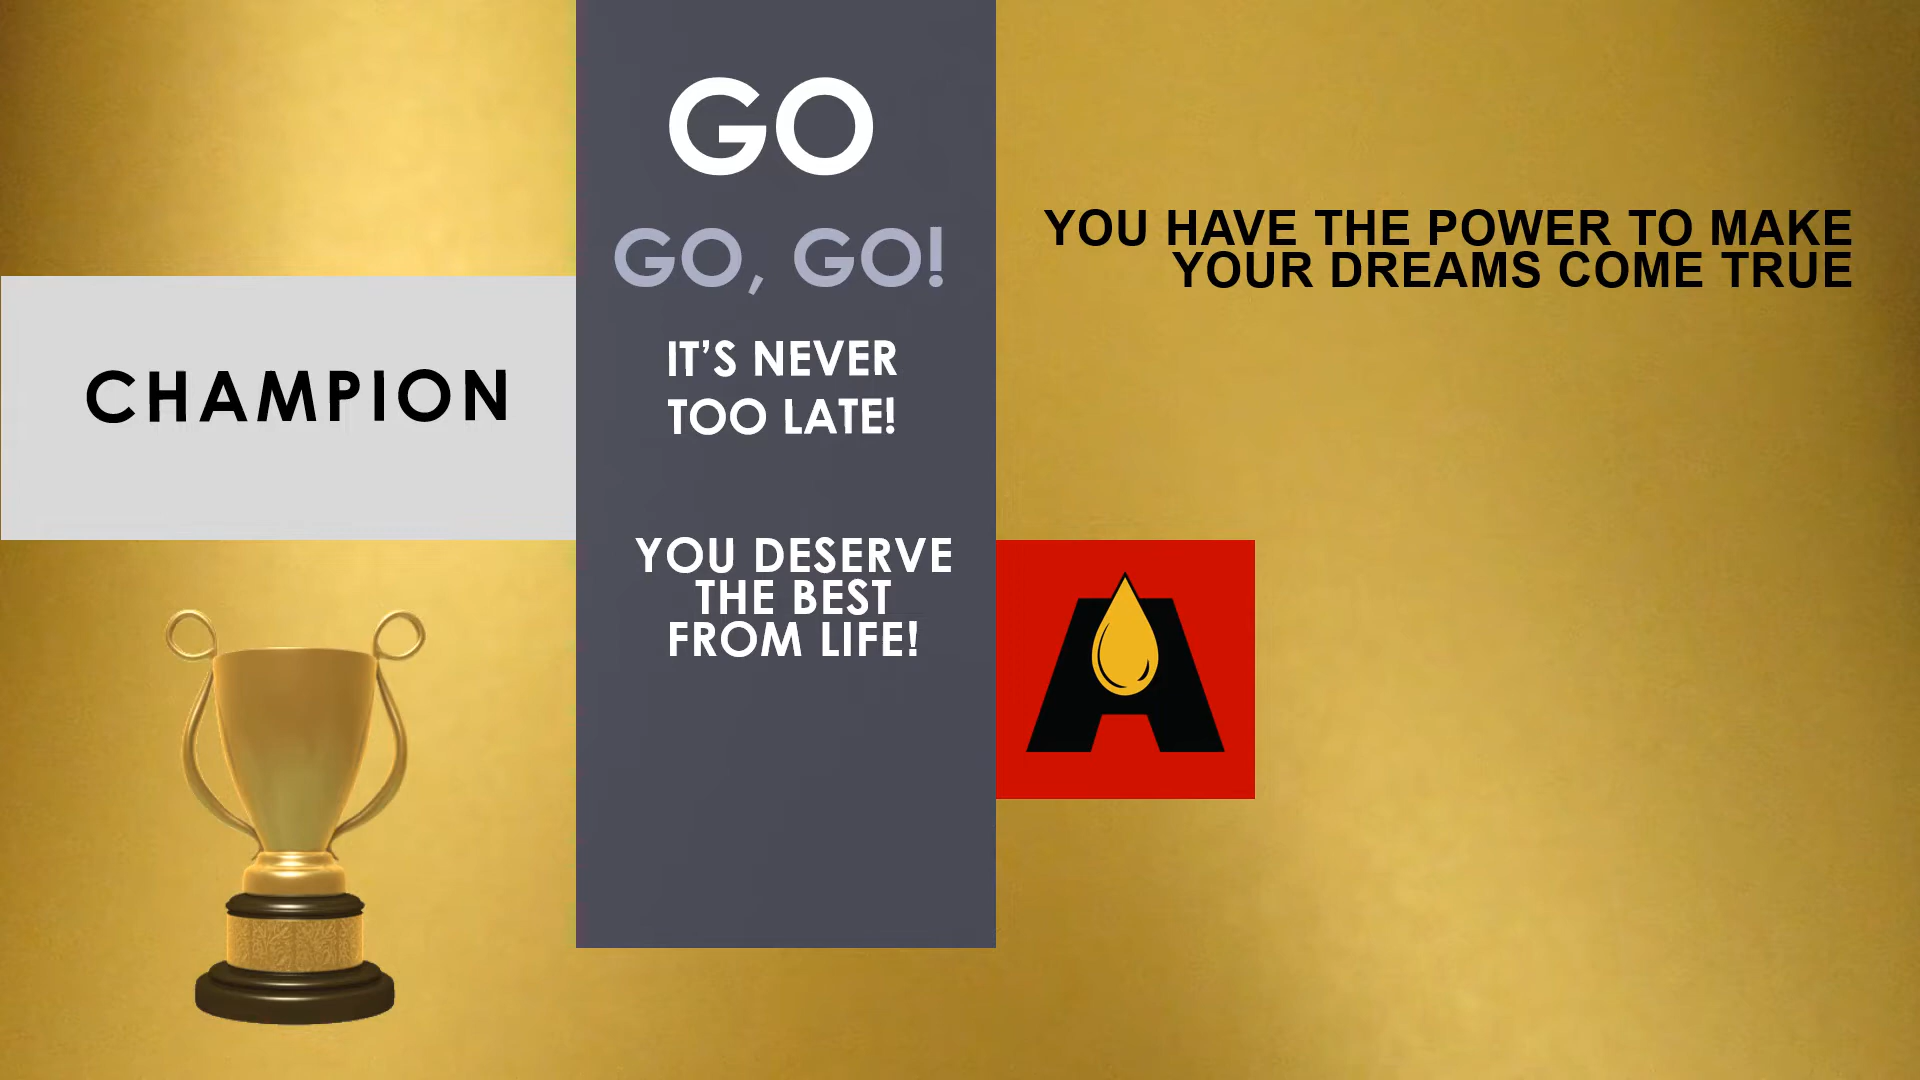 GO
GO, GO!
IT’S NEVER
TOO LATE!
YOU DESERVE
THE BEST
FROM LIFE!
CHAMPION
YOU HAVE THE POWER TO MAKE
YOUR DREAMS COME TRUE
A